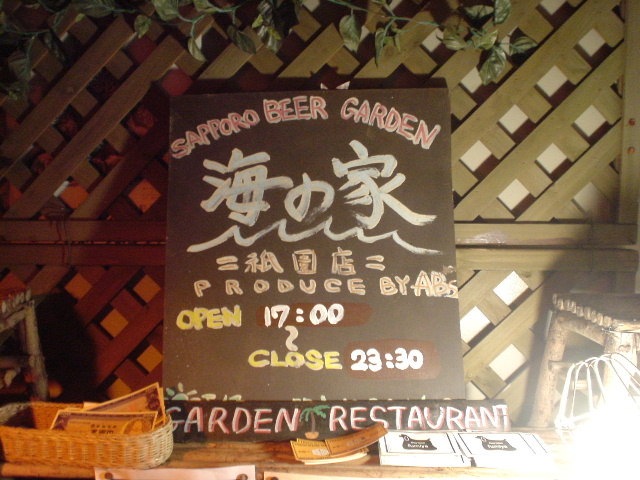 SAPPORO BEER GARDEN
海の家
=祇園店=
PRODUCE BY ABs
OPEN 17:00
〜
CLOSE 23:30
GARDEN RESTAURANT